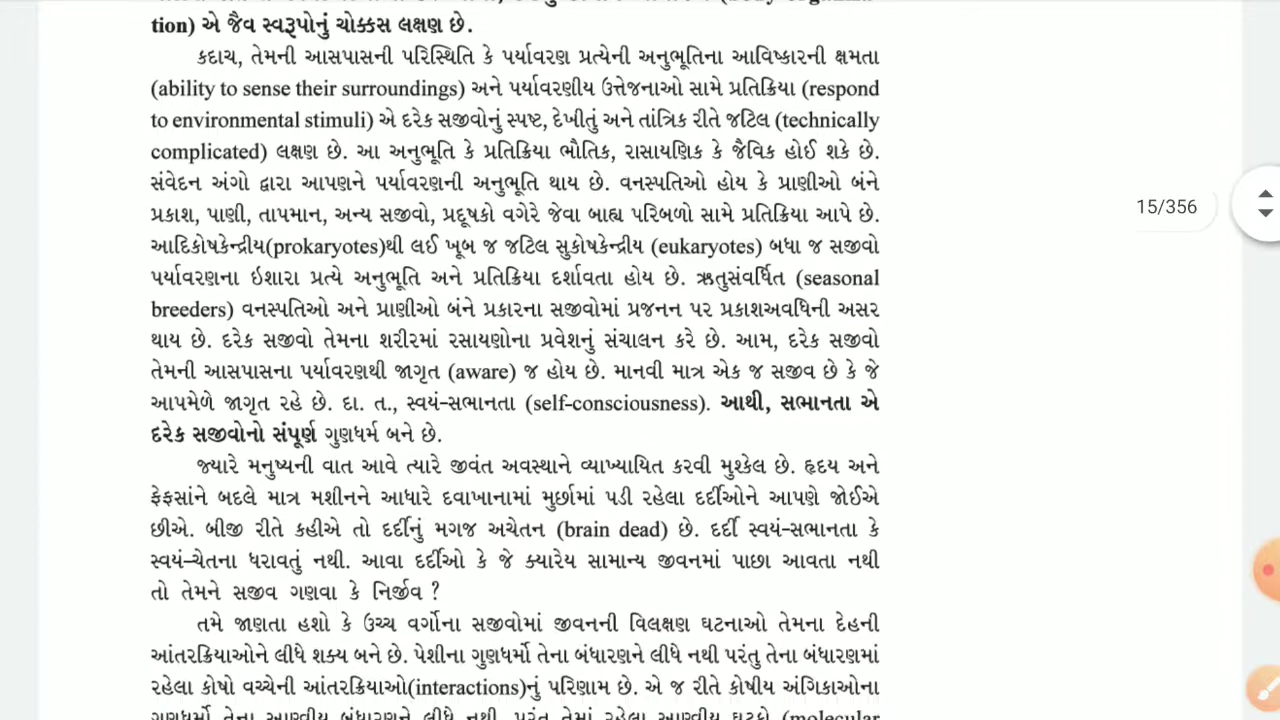 tion) એ જૈવ સ્વરૂપોનું ચોક્કસ લક્ષણ છે.
કદાચ, તેમની આસપાસની પરિસ્થિતિ કે પર્યાવરણ પ્રત્યેની અનુભૂતિના આવિષ્કારની ક્ષમતા
(ability to sense their surroundings) અને પર્યાવરણીય ઉત્તેજનાઓ સામે પ્રતિક્રિયા (respond
to environmental stimuli) એ દરેક સજીવોનું સ્પષ્ટ, દેખીતું અને તાંત્રિક રીતે જટિલ (technically
complicated) લક્ષણ છે. આ અનુભૂતિ કે પ્રતિક્રિયા ભૌતિક, રાસાયણિક કે જૈવિક હોઈ શકે છે.
સંવેદન અંગો દ્વારા આપણને પર્યાવરણની અનુભૂતિ થાય છે. વનસ્પતિઓ હોય કે પ્રાણીઓ બંને
પ્રકાશ, પાણી, તાપમાન, અન્ય સજીવો, પ્રદૂષકો વગેરે જેવા બાહ્ય પરિબળો સામે પ્રતિક્રિયા આપે છે.
15/356
આદિકોષકેન્દ્રીય(prokaryotes)થી લઈ ખૂબ જ જટિલ સુકોષકેન્દ્રીય (eukaryotes) બધા જ સજીવો
પર્યાવરણના ઇશારા પ્રત્યે અનુભૂતિ અને પ્રતિક્રિયા દર્શાવતા હોય છે. ઋતુસંવર્ધિત (seasonal
breeders) વનસ્પતિઓ અને પ્રાણીઓ બંને પ્રકારના સજીવોમાં પ્રજનન પર પ્રકાશઅવધિની અસર
થાય છે. દરેક સજીવો તેમના શરીરમાં રસાયણોના પ્રવેશનું સંચાલન કરે છે. આમ, દરેક સજીવો
તેમની આસપાસના પર્યાવરણથી જાગૃત (aware) જ હોય છે. માનવી માત્ર એક જ સજીવ છે કે જે
આપમેળે જાગૃત રહે છે. દા. ત., સ્વયં-સભાનતા (self-consciousness). આથી, સભાનતા એ
દરેક સજીવોનો સંપૂર્ણ ગુણધર્મ બને છે.
જ્યારે મનુષ્યની વાત આવે ત્યારે જીવંત અવસ્થાને વ્યાખ્યાયિત કરવી મુશ્કેલ છે. હૃદય અને
ફેફસાંને બદલે માત્ર મશીનને આધારે દવાખાનામાં મુર્છામાં પડી રહેલા દર્દીઓને આપણે જોઈએ
છીએ. બીજી રીતે કહીએ તો દર્દીનું મગજ અચેતન (brain dead) છે. દર્દી સ્વયં-સભાનતા કે
સ્વયં-ચેતના ધરાવતું નથી. આવા દર્દીઓ કે જે ક્યારેય સામાન્ય જીવનમાં પાછા આવતા નથી
તો તેમને સજીવ ગણવા કે નિર્જીવ ?
તમે જાણતા હશો કે ઉચ્ચ વર્ગોના સજીવોમાં જીવનની વિલક્ષણ ઘટનાઓ તેમના દેહની
આંતરક્રિયાઓને લીધે શક્ય બને છે. પેશીના ગુણધર્મો તેના બંધારણને લીધે નથી પરંતુ તેના બંધારણમાં
રહેલા કોષો વચ્ચેની આંતરક્રિયાઓ(interactions)નું પરિણામ છે. એ જ રીતે કોષીય અંગિકાઓના
ગુણધર્મો તેના આણ્વીય બંધારણને લીધે નથી, પરંતુ તેમાં રહેલા આણ્વીય ઘટકો (molecular